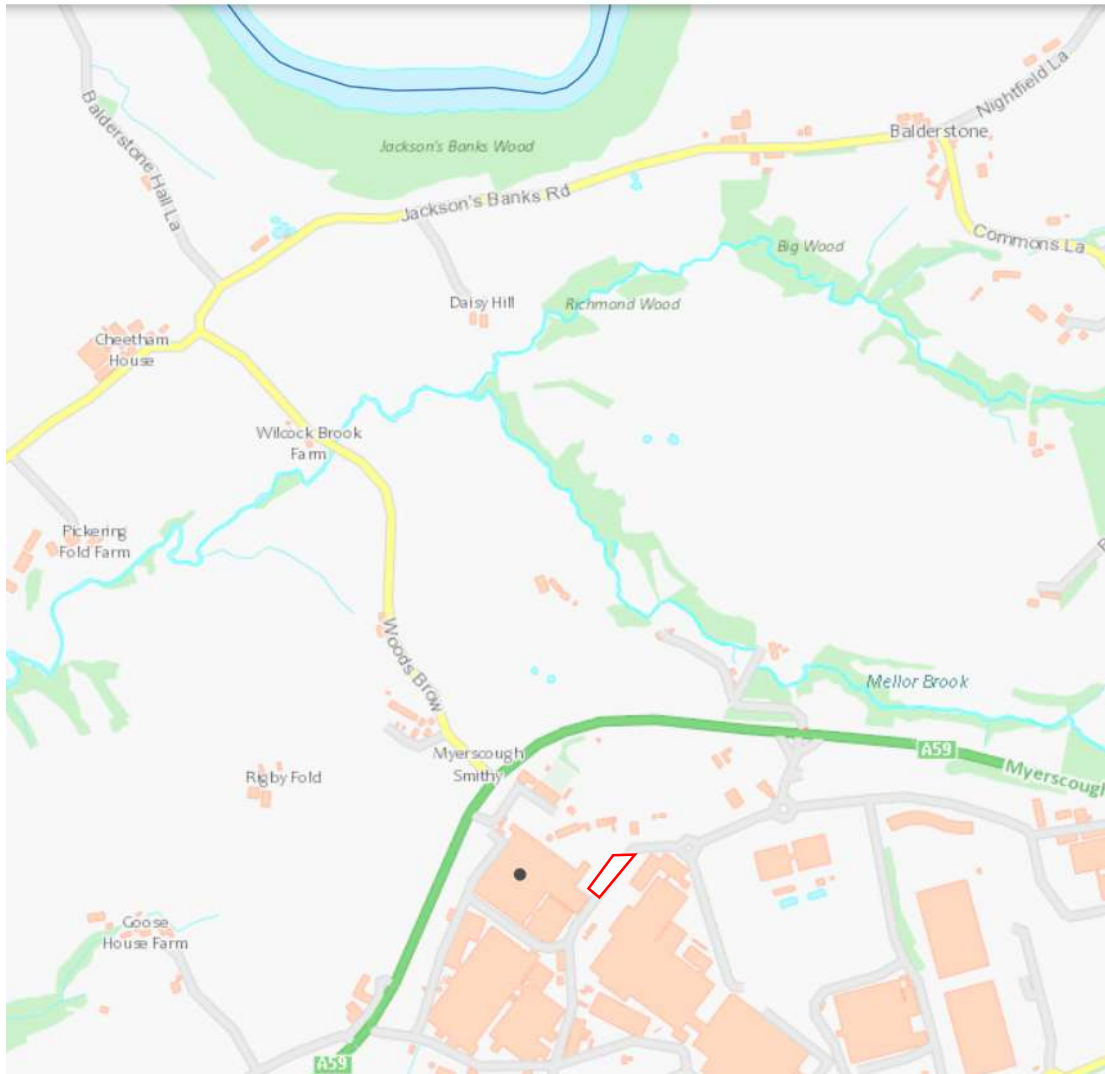 Nightfield La
Balderstone
Jackson's Banks Wood
Balderstone Hall La
Jackson's Banks Rd
Commons La
Big Wood
Richmond Wood
Daisy Hill
Cheetham
House
Wilcock Brook
Farm
Pickering
Fold Farm
Woods Brow
Mellor Brook
Myerscough
Smithy
A59
Myerscough
Rigby Fold
Goose
House Farm
A59